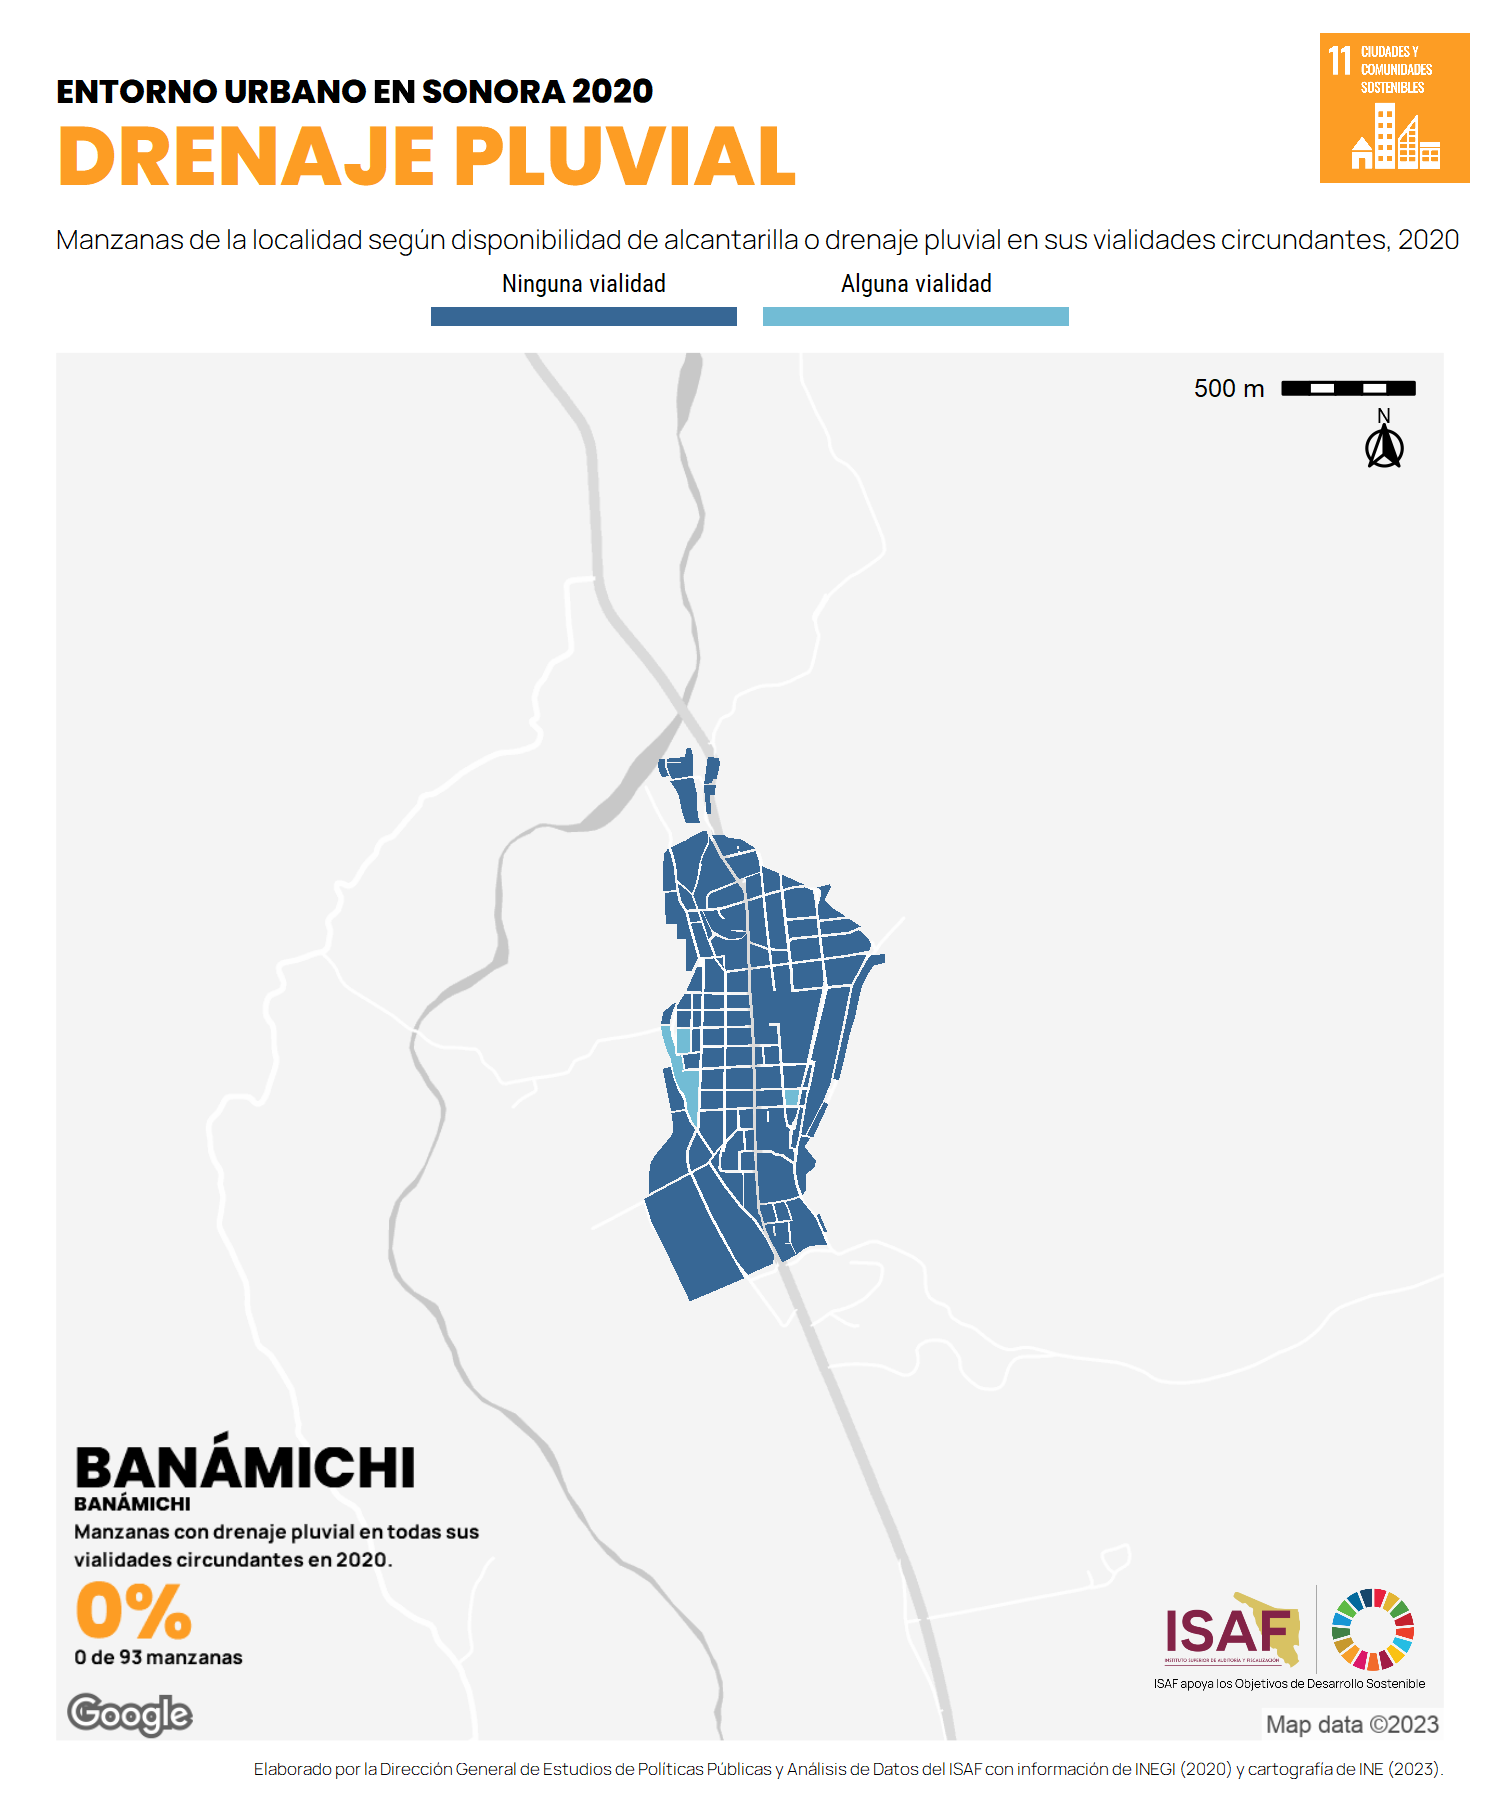 ENTORNO URBANO EN SONORA 2020
DRENAJE PLUVIAL
11 CIUDADES Y
COMUNIDADES
SOSTENIBLES
Manzanas de la localidad según disponibilidad de alcantarilla o drenaje pluvial en sus vialidades circundantes, 2020
Ninguna vialidad
Alguna vialidad
500 m
N
BANÁMICHI
BANÁMICHI
Manzanas con drenaje pluvial en todas sus
vialidades circundantes en 2020.
0%
0 de 93 manzanas
Google
ISAF
INSTITUTO SUPERIOR DE AUDITORÍA Y FISCALIZACIÓN
ISAF apoya los Objetivos de Desarrollo Sostenible
Map data ©2023
Elaborado por la Dirección General de Estudios de Políticas Públicas y Análisis de Datos del ISAF con información de INEGI (2020) y cartografía de INE (2023).